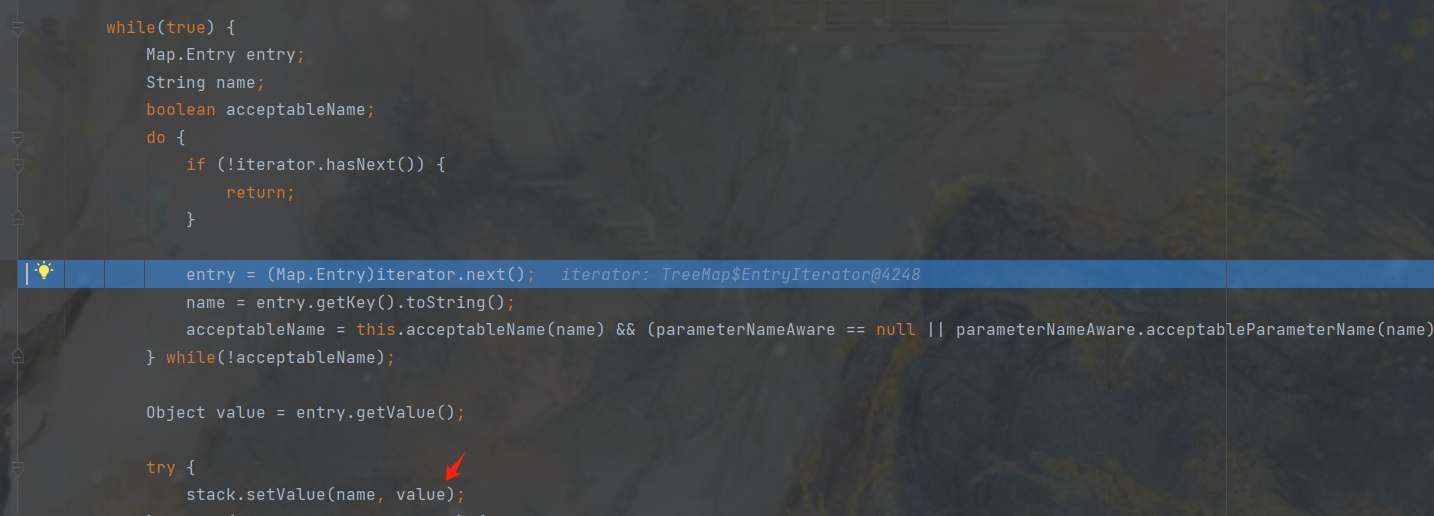 while(true) {
Map.Entry entry;
String name;
boolean acceptableName;
do {
if (!iterator.hasNext()) {
return;
}
entry = (Map.Entry)iterator.next();   iterator: TreeMap$EntryIterator@4248
name = entry.getKey().toString();
acceptableName = this.acceptableName(name) && (parameterNameAware == null || parameterNameAware.acceptableParameterName(name)
} while(!acceptableName);
Object value = entry.getValue();
try {
stack.setValue(name, value);